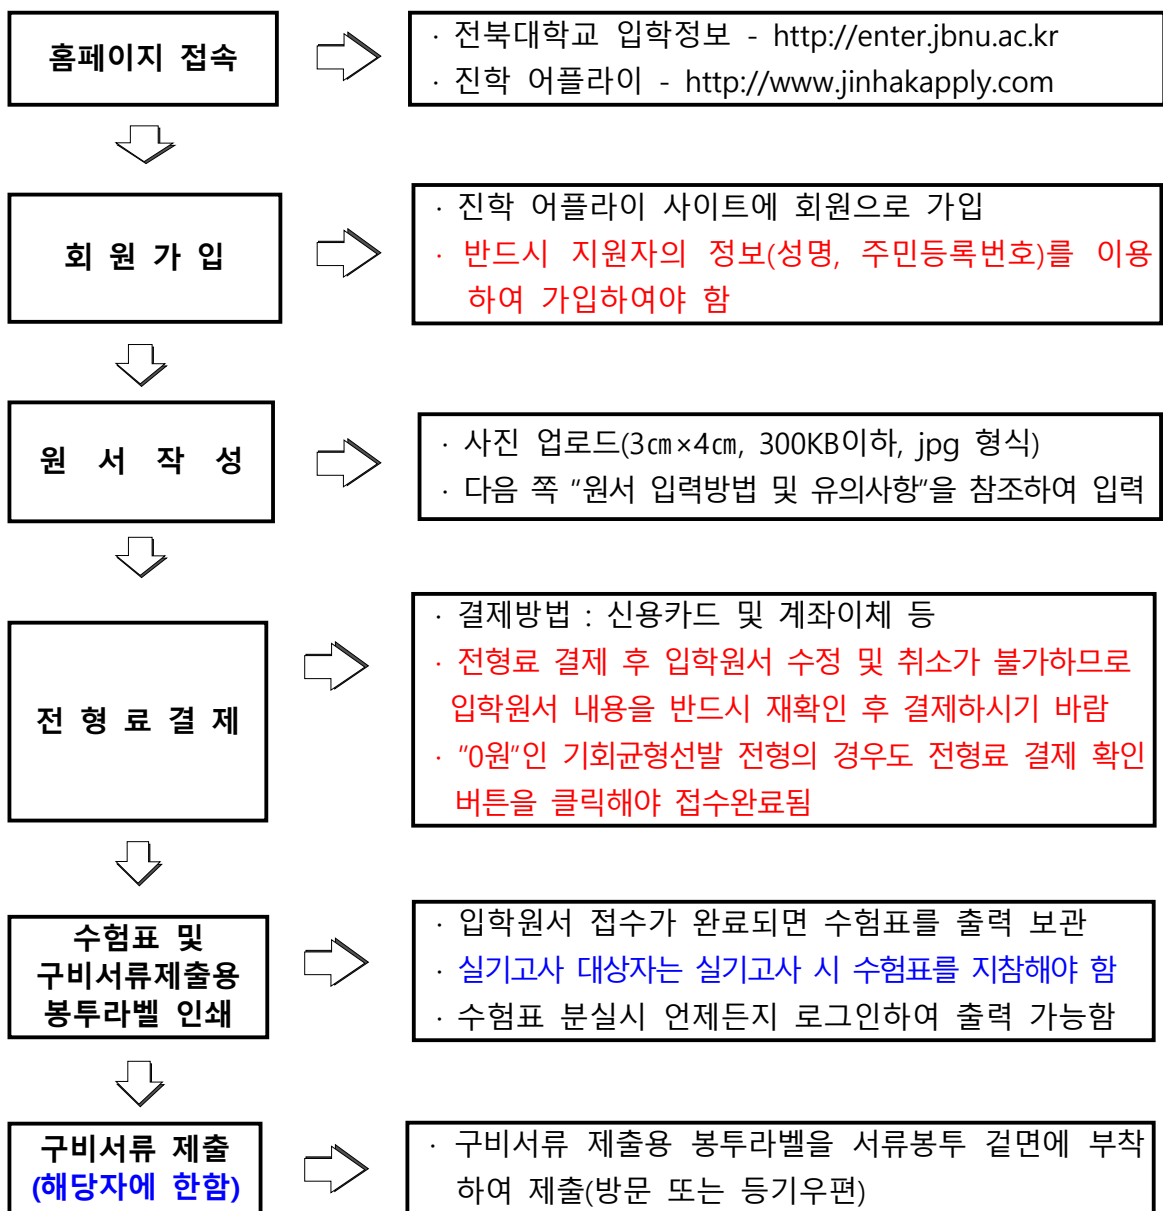 홈페이지 접속
· 전북대학교 입학정보 - http://enter.jbnu.ac.kr
· 진학 어플라이 - http://www.jinhakapply.com
회 원 가 입
· 진학 어플라이 사이트에 회원으로 가입
· 반드시 지원자의 정보(성명, 주민등록번호)를 이용
하여 가입하여야 함
원 서 작 성
· 사진 업로드(3㎝×4㎝, 300KB이하, jpg 형식)
· 다음 쪽 "원서 입력방법 및 유의사항"을 참조하여 입력
전 형 료 결 제
· 결제방법 : 신용카드 및 계좌이체 등
· 전형료 결제 후 입학원서 수정 및 취소가 불가하므로
입학원서 내용을 반드시 재확인 후 결제하시기 바람
· "0원"인 기회균형선발 전형의 경우도 전형료 결제 확인
버튼을 클릭해야 접수완료됨
수험표 및
구비서류제출용
봉투라벨 인쇄
· 입학원서 접수가 완료되면 수험표를 출력 보관
· 실기고사 대상자는 실기고사 시 수험표를 지참해야 함
· 수험표 분실시 언제든지 로그인하여 출력 가능함
구비서류 제출
(해당자에 한함)
· 구비서류 제출용 봉투라벨을 서류봉투 겉면에 부착
하여 제출(방문 또는 등기우편)